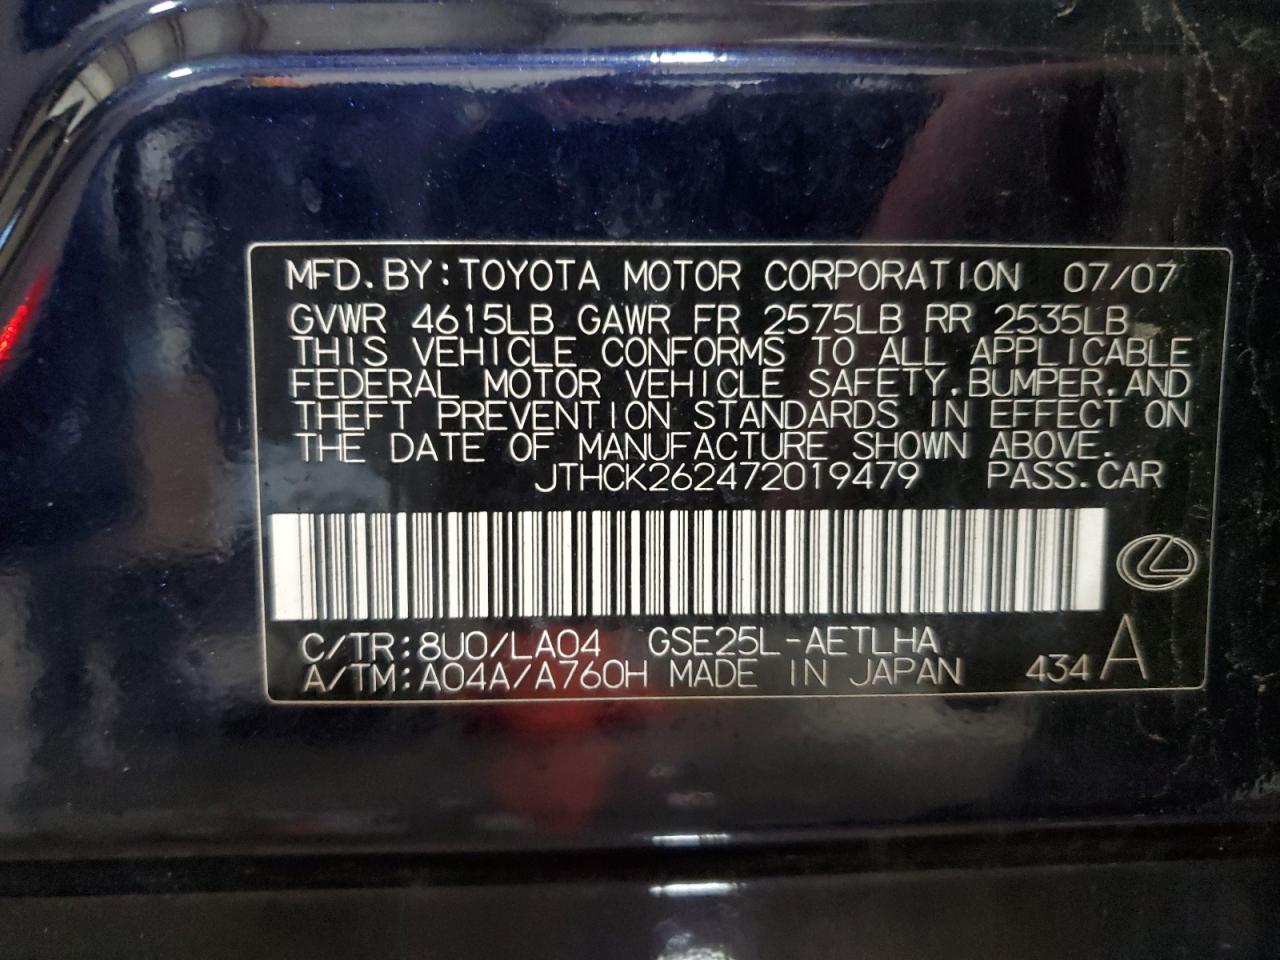 MFD.BY:TOYOTA MOTOR CORPORATION 07/07
GVWR 4615LB GAWR FR 2575LB RR 2535LB
THIS VEHICLE CONFORMS TO ALL APPLICABLE
FEDERAL MOTOR VEHICLE SAFETY.BUMPER.AND
THEFT PREVENTION STANDARDS IN EFFECT ON
THE DATE OF MANUFACTURE SHOWN ABOVE.
JTHCK262472019479 PASS.CAR
C/TR:8U0/LA04 GSE25L-AETLHA
A/TM:A04A/A760H MADE IN JAPAN 434 A